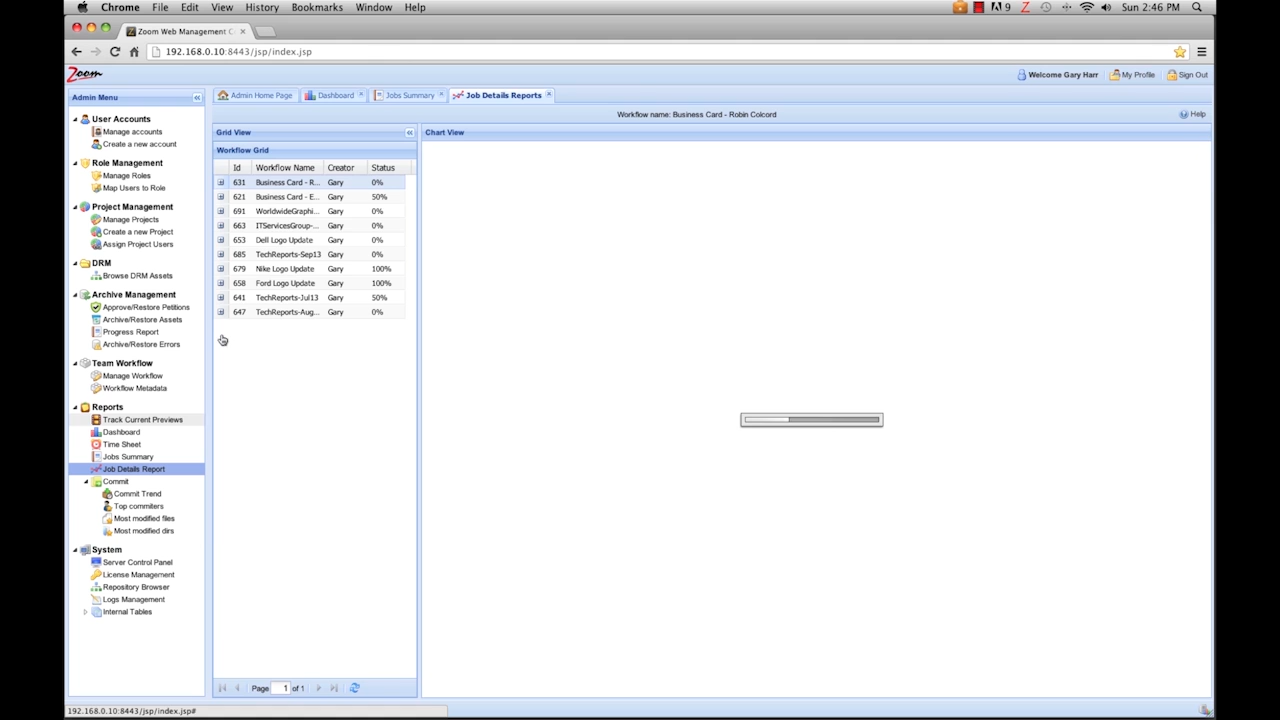 Chrome File Edit View History Bookmarks Window Help 9 Sun 2:46 PM
Zoom Web Management C
192.168.0.10:8443/jsp/index.jsp
Zoom Welcome Gary Harr My Profile Sign Out
Admin Menu Admin Home Page Dashboard Jobs Summary Job Details Reports
Workflow name: Business Card - Robin Colcord Help
Grid View Chart View
Workflow Grid
Id Workflow Name Creator Status
631 Business Card - R... Gary 0%
621 Business Card - E... Gary 50%
691 WorldwideGraphi... Gary 0%
663 ITServicesGroup-... Gary 0%
653 Dell Logo Update Gary 0%
685 TechReports-Sep13 Gary 0%
679 Nike Logo Update Gary 100%
658 Ford Logo Update Gary 100%
641 TechReports-Jul13 Gary 50%
647 TechReports-Aug... Gary 0%
User Accounts
Manage accounts
Create a new account
Role Management
Manage Roles
Map Users to Role
Project Management
Manage Projects
Create a new Project
Assign Project Users
DRM
Browse DRM Assets
Archive Management
Approve/Restore Petitions
Archive/Restore Assets
Progress Report
Archive/Restore Errors
Team Workflow
Manage Workflow
Workflow Metadata
Reports
Track Current Previews
Dashboard
Time Sheet
Jobs Summary
Job Details Report
Commit
Commit Trend
Top commiters
Most modified files
Most modified dirs
System
Server Control Panel
License Management
Repository Browser
Logs Management
Internal Tables
Page 1 of 1
192.168.0.10:8443/jsp/index.jsp#